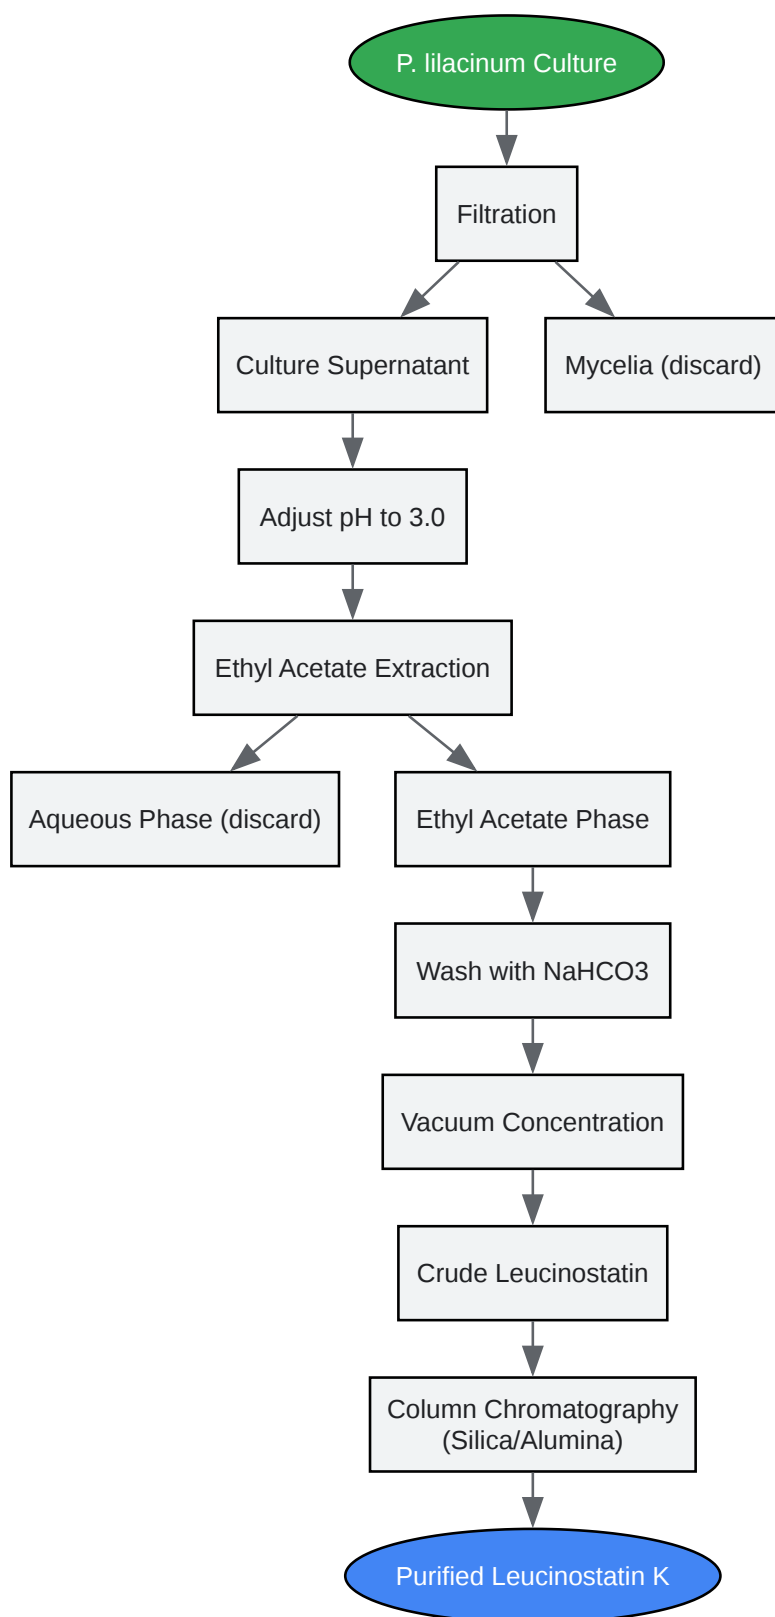 P. lilacinum Culture
Filtration
Culture Supernatant
Mycelia (discard)
Adjust pH to 3.0
Ethyl Acetate Extraction
Aqueous Phase (discard)
Ethyl Acetate Phase
Wash with NaHCO3
Vacuum Concentration
Crude Leucinostatin
Column Chromatography
(Silica/Alumina)
Purified Leucinostatin K